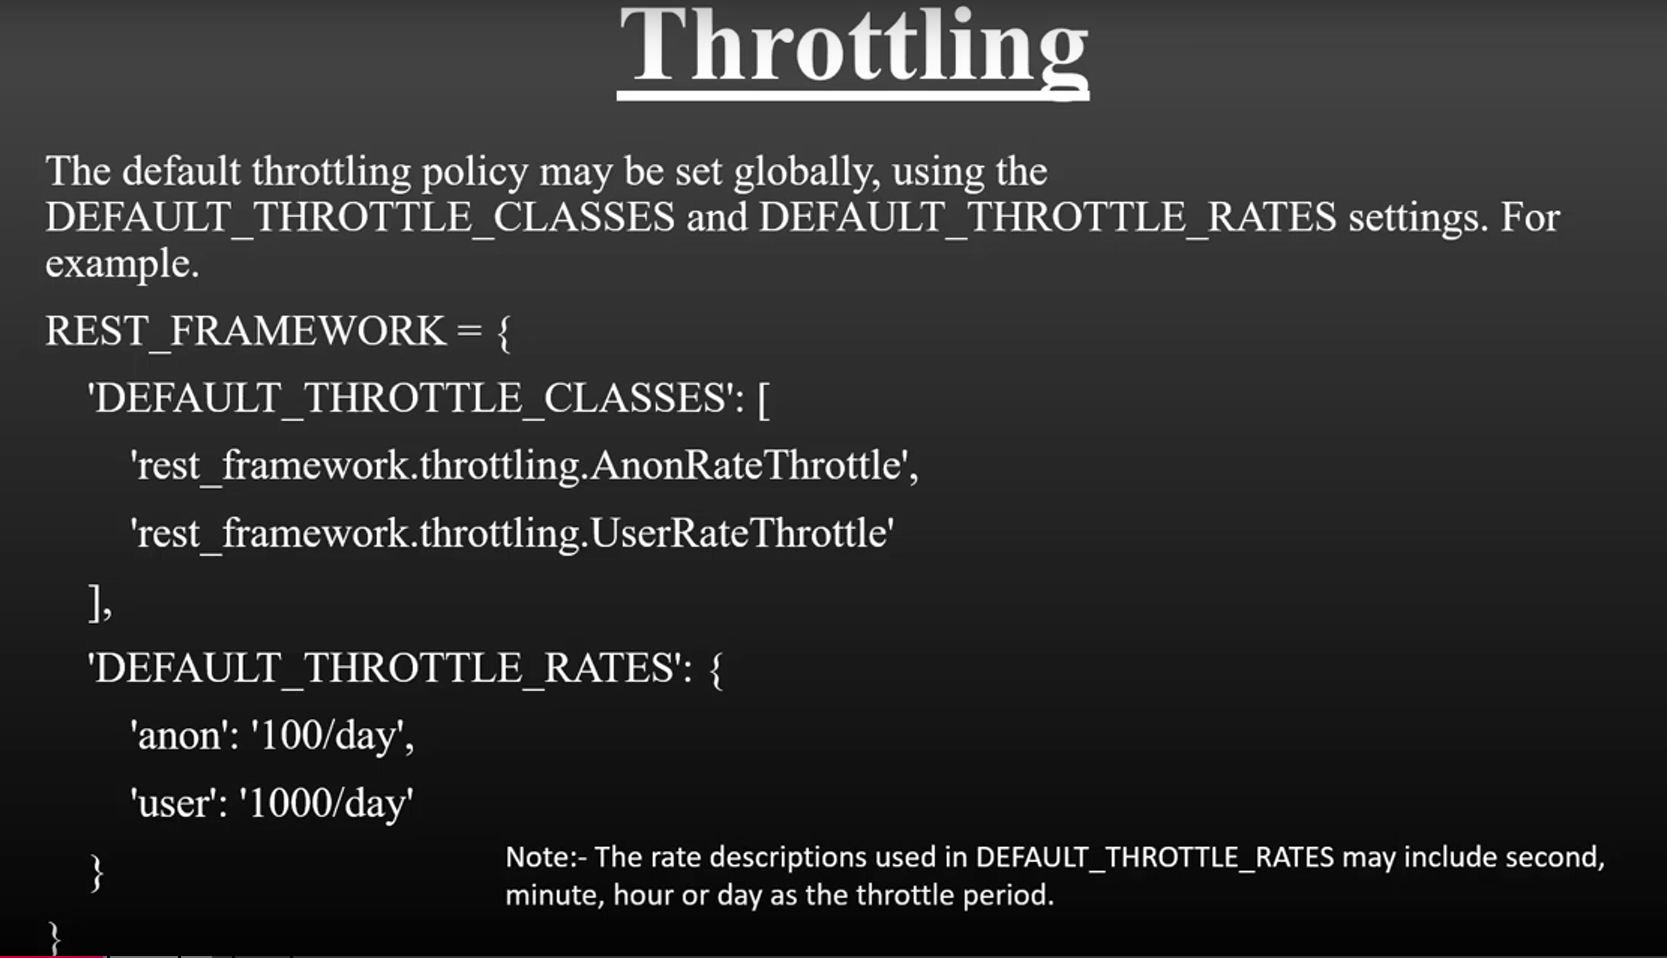 Throttling
The default throttling policy may be set globally, using the
DEFAULT_THROTTLE_CLASSES and DEFAULT_THROTTLE_RATES settings. For
example.
REST_FRAMEWORK = {
'DEFAULT_THROTTLE_CLASSES': [
'rest_framework.throttling.AnonRateThrottle',
'rest_framework.throttling.UserRateThrottle'
],
'DEFAULT_THROTTLE_RATES': {
'anon': '100/day',
'user': '1000/day'
}
}
Note:- The rate descriptions used in DEFAULT_THROTTLE_RATES may include second,
minute, hour or day as the throttle period.